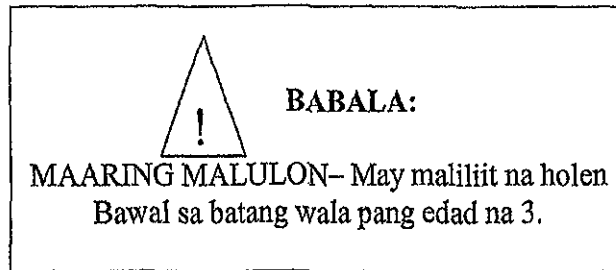 !
BABALA:
MAARING MALULON– May maliliit na holen
Bawal sa batang wala pang edad na 3.